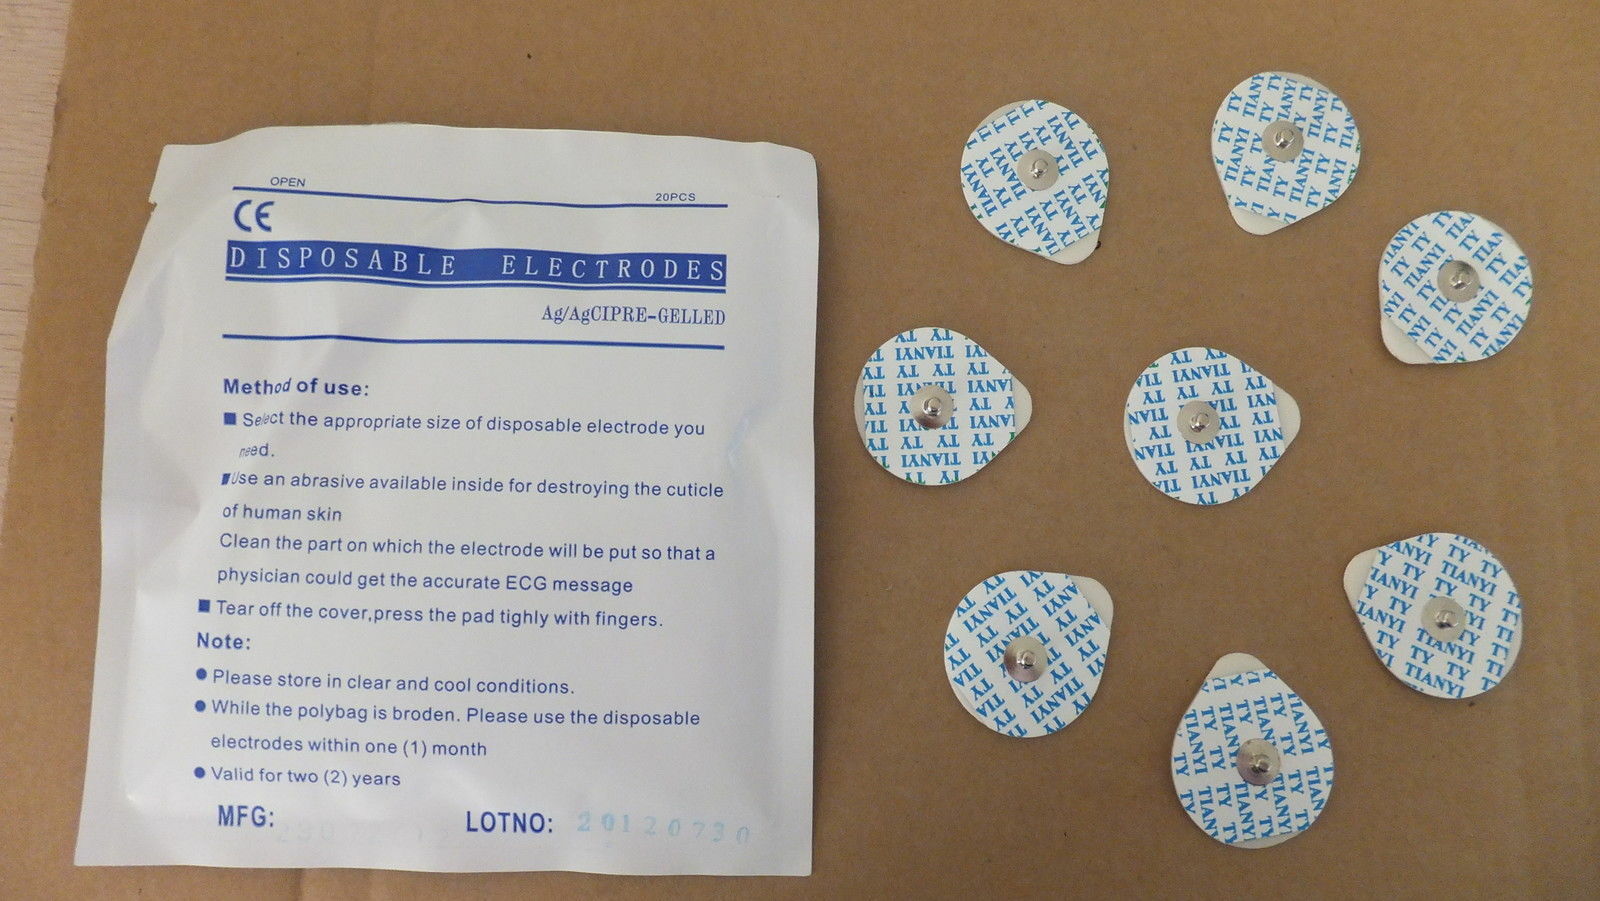 OPEN
20PCS
CE
DISPOSABLE ELECTRODES
Ag/AgCIPRE-GELLED
Method of use:
■ Select the appropriate size of disposable electrode you
need.
■ Use an abrasive available inside for destroying the cuticle
of human skin
Clean the part on which the electrode will be put so that a
physician could get the accurate ECG message
■ Tear off the cover,press the pad tighly with fingers.
Note:
● Please store in clear and cool conditions.
● While the polybag is broden. Please use the disposable
electrodes within one (1) month
● Valid for two (2) years
MFG:
LOTNO: 20120730
TY TIANYI